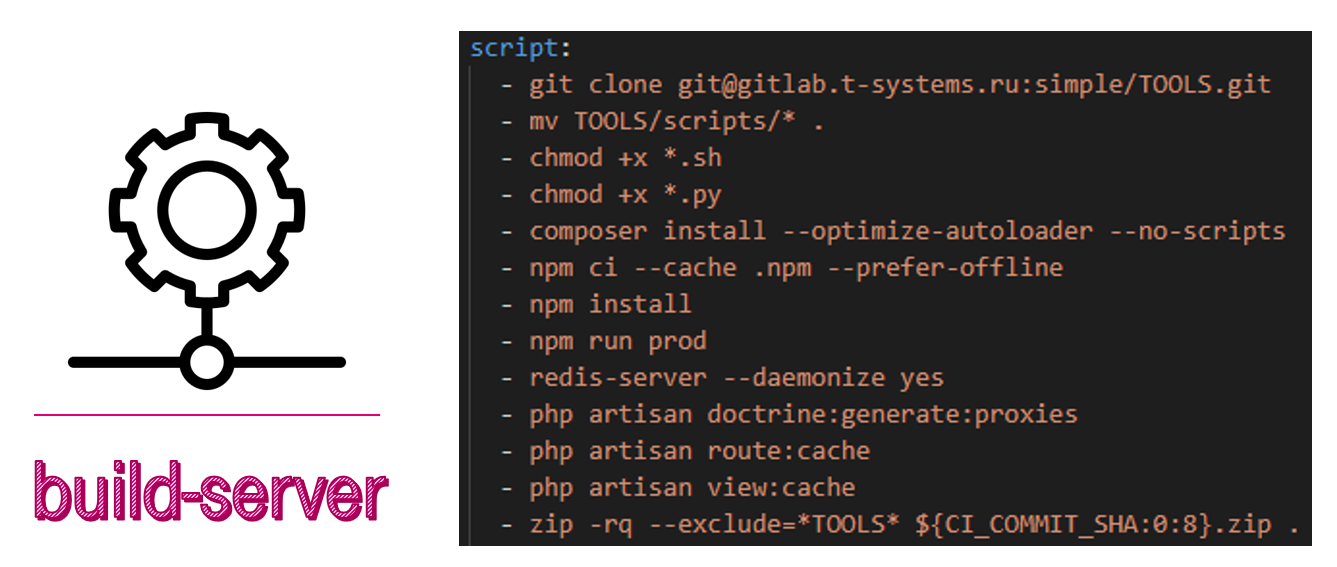 build-server
script:
- git clone git@gitlab.t-systems.ru:simple/TOOLS.git
- mv TOOLS/scripts/* .
- chmod +x *.sh
- chmod +x *.py
- composer install --optimize-autoloader --no-scripts
- npm ci --cache .npm --prefer-offline
- npm install
- npm run prod
- redis-server --daemonize yes
- php artisan doctrine:generate:proxies
- php artisan route:cache
- php artisan view:cache
- zip -rq --exclude=*TOOLS* ${CI_COMMIT_SHA:0:8}.zip .